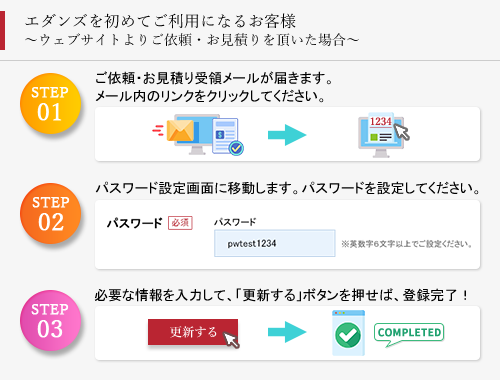 エダンズを初めてご利用になるお客様
～ウェブサイトよりご依頼・お見積りを頂いた場合～
STEP
01
ご依頼・お見積り受領メールが届きます。
メール内のリンクをクリックしてください。
1234
STEP
02
パスワード設定画面に移動します。パスワードを設定してください。
パスワード 必須
パスワード
pwtest1234
※英数字6文字以上でご設定ください。
STEP
03
必要な情報を入力して、「更新する」ボタンを押せば、登録完了！
更新する
COMPLETED